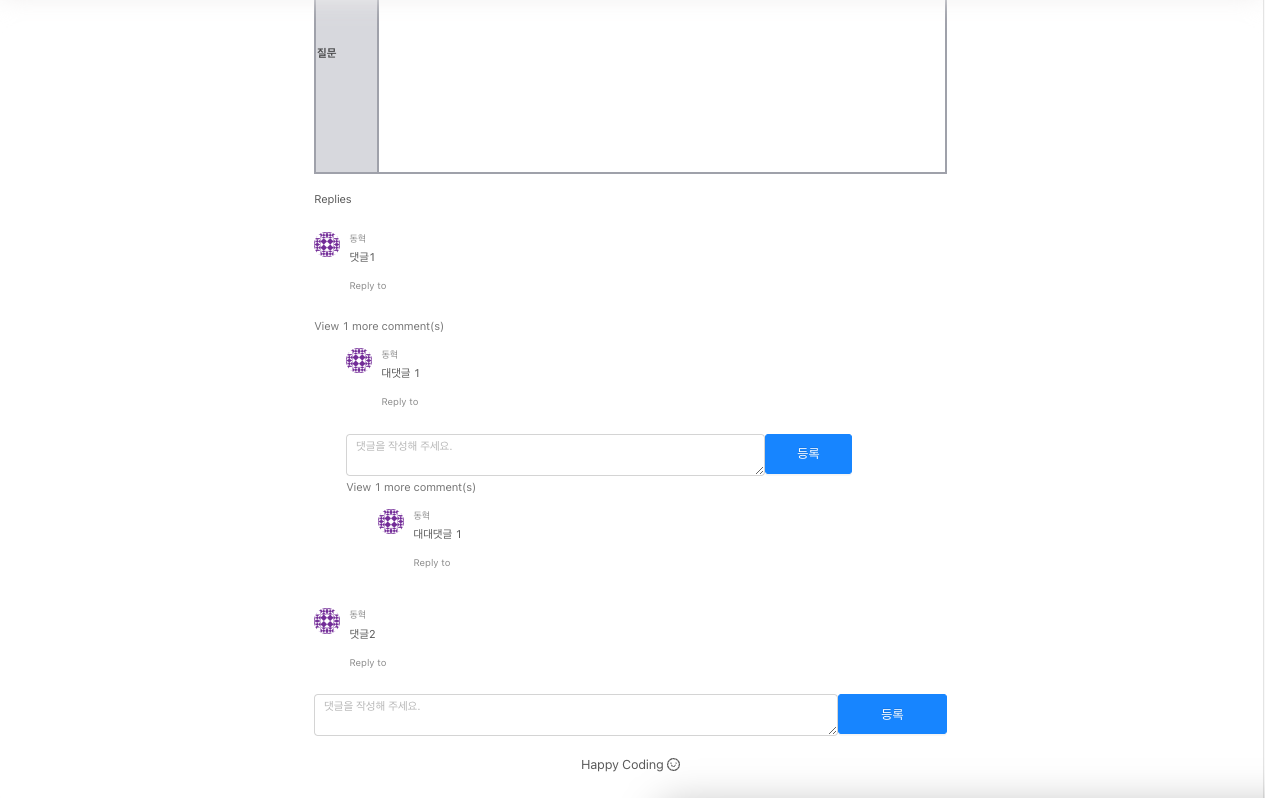 질문
Replies
동혁
댓글1
Reply to
View 1 more comment(s)
동혁
대댓글 1
Reply to
댓글을 작성해 주세요.
등록
View 1 more comment(s)
동혁
대대댓글 1
Reply to
동혁
댓글2
Reply to
댓글을 작성해 주세요.
등록
Happy Coding